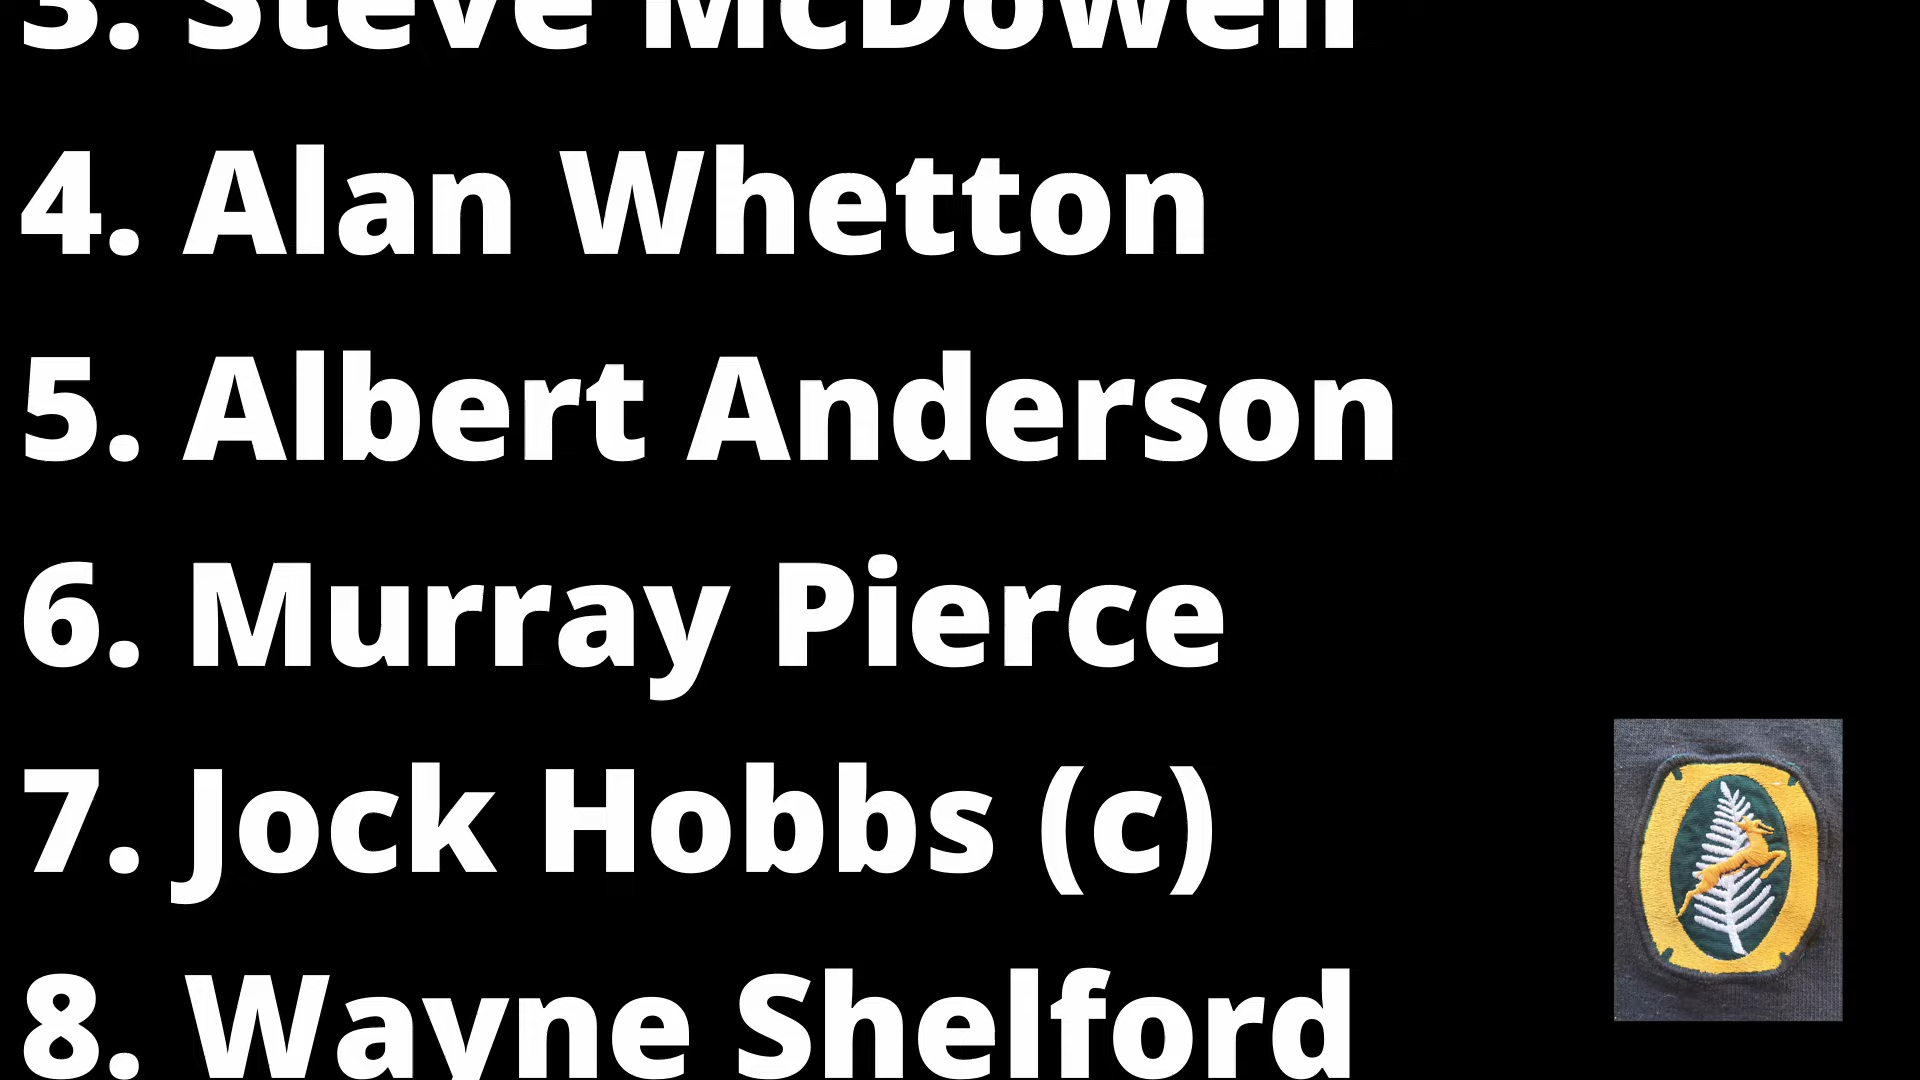 3. Steve McDowell
4. Alan Whetton
5. Albert Anderson
6. Murray Pierce
7. Jock Hobbs (c)
8. Wayne Shelford